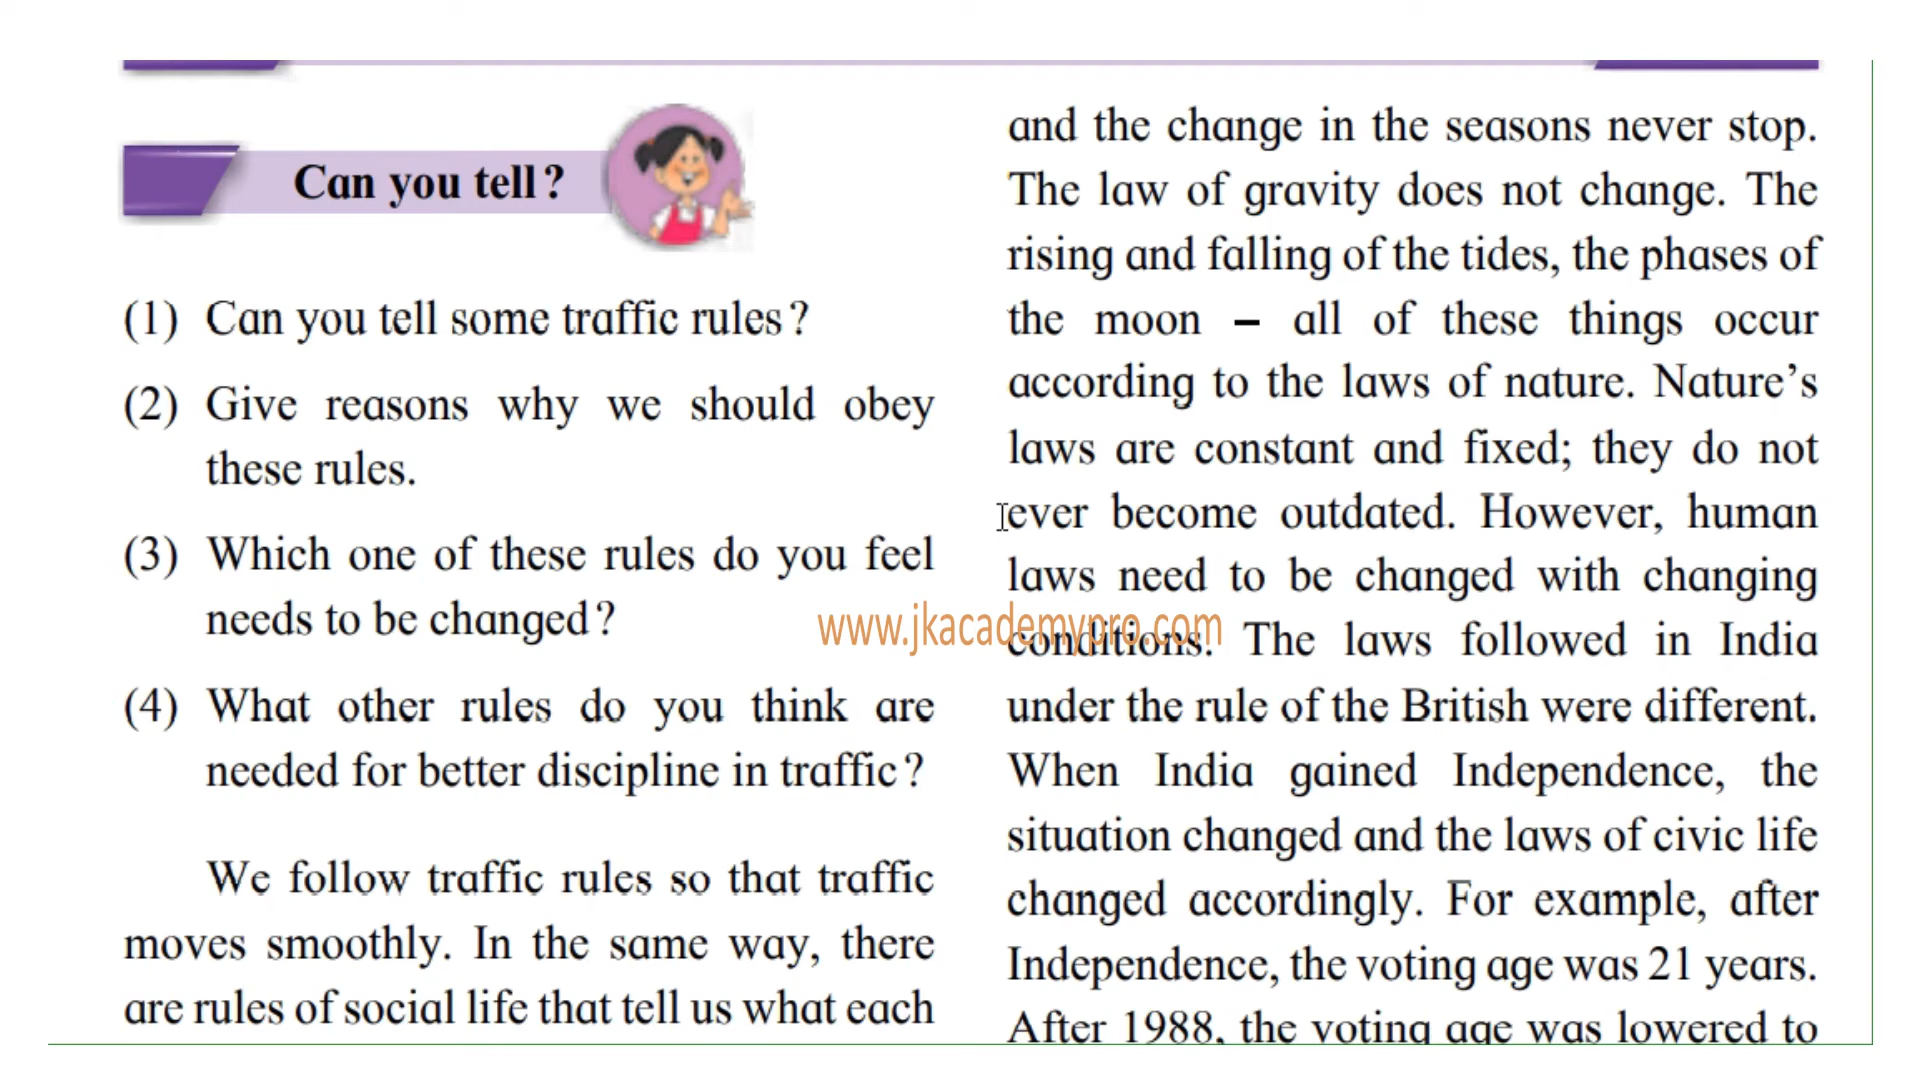 Can you tell?
(1) Can you tell some traffic rules?
(2) Give reasons why we should obey
these rules.
(3) Which one of these rules do you feel
needs to be changed?
(4) What other rules do you think are
needed for better discipline in traffic?
We follow traffic rules so that traffic
moves smoothly. In the same way, there
are rules of social life that tell us what each
and the change in the seasons never stop.
The law of gravity does not change. The
rising and falling of the tides, the phases of
the moon – all of these things occur
according to the laws of nature. Nature's
laws are constant and fixed; they do not
ever become outdated. However, human
laws need to be changed with changing
conditions. The laws followed in India
under the rule of the British were different.
When India gained Independence, the
situation changed and the laws of civic life
changed accordingly. For example, after
Independence, the voting age was 21 years.
After 1988, the voting age was lowered to
www.jkacademypro.com